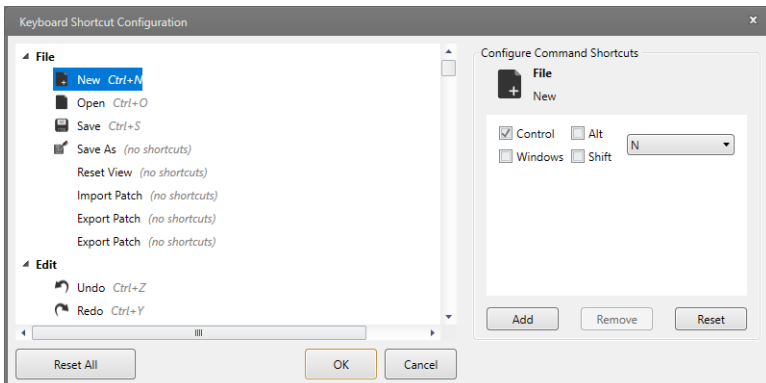 Keyboard Shortcut Configuration
x
File
New Ctrl+N
Open Ctrl+O
Save Ctrl+S
Save As (no shortcuts)
Reset View (no shortcuts)
Import Patch (no shortcuts)
Export Patch (no shortcuts)
Export Patch (no shortcuts)
Edit
Undo Ctrl+Z
Redo Ctrl+Y
Reset All
OK
Cancel
Configure Command Shortcuts
File
New
Control
Alt
N
Windows
Shift
Add
Remove
Reset